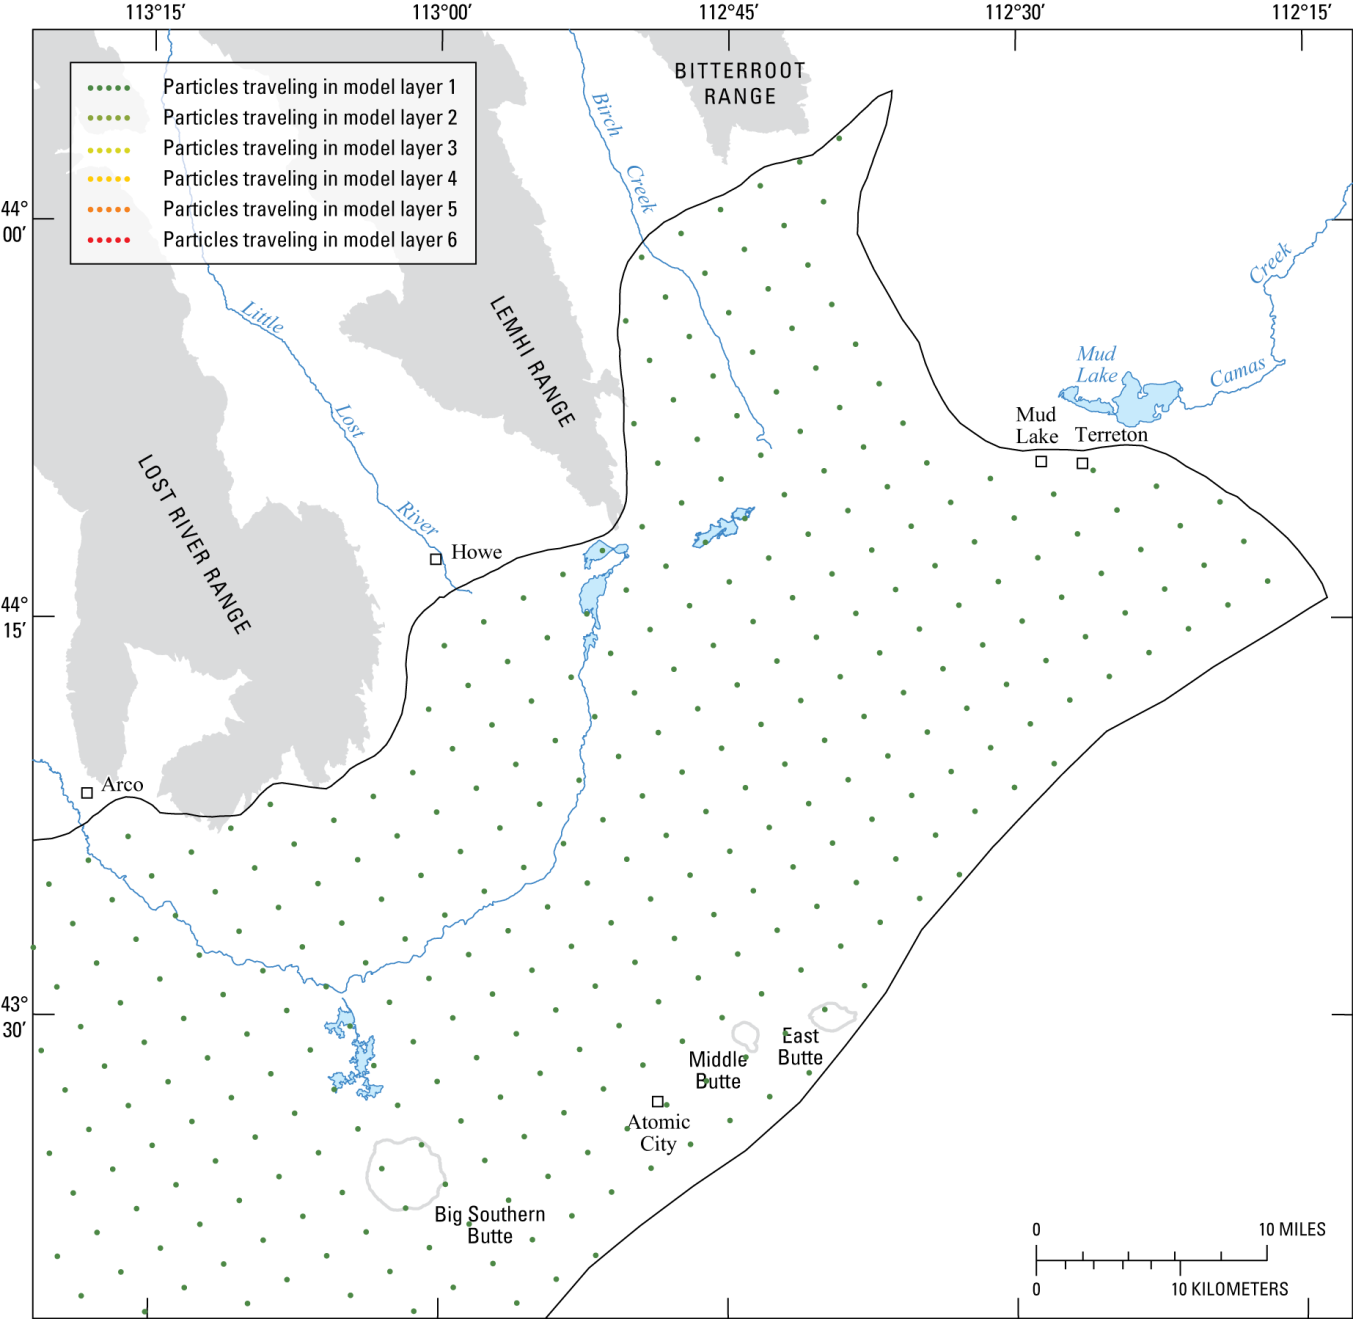 113°15′
113°00′
112°45′
112°30′
112°15′
Particles traveling in model layer 1
Particles traveling in model layer 2
Particles traveling in model layer 3
Particles traveling in model layer 4
Particles traveling in model layer 5
Particles traveling in model layer 6
BITTERROOT
RANGE
Birch
Creek
44°
00′
Creek
Little
LEMHI RANGE
Mud
Lake
Camas
Lost
Mud
Lake
Terreton
LOST RIVER RANGE
River
Howe
44°
15′
Arco
43°
30′
East
Butte
Middle
Butte
Atomic
City
Big Southern
Butte
0
10 MILES
0
10 KILOMETERS